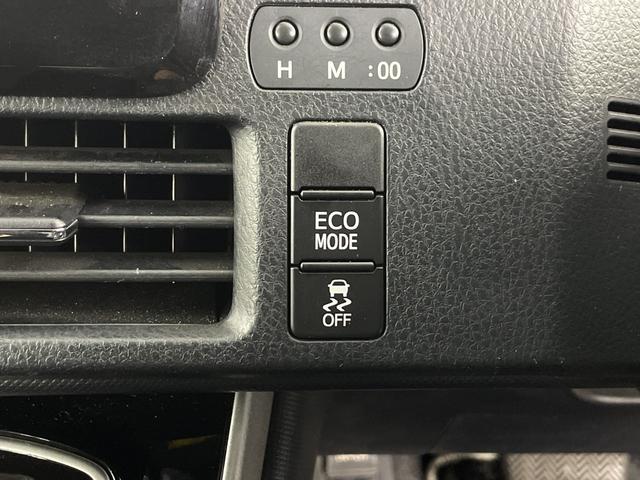 H M :00
ECO
MODE
OFF